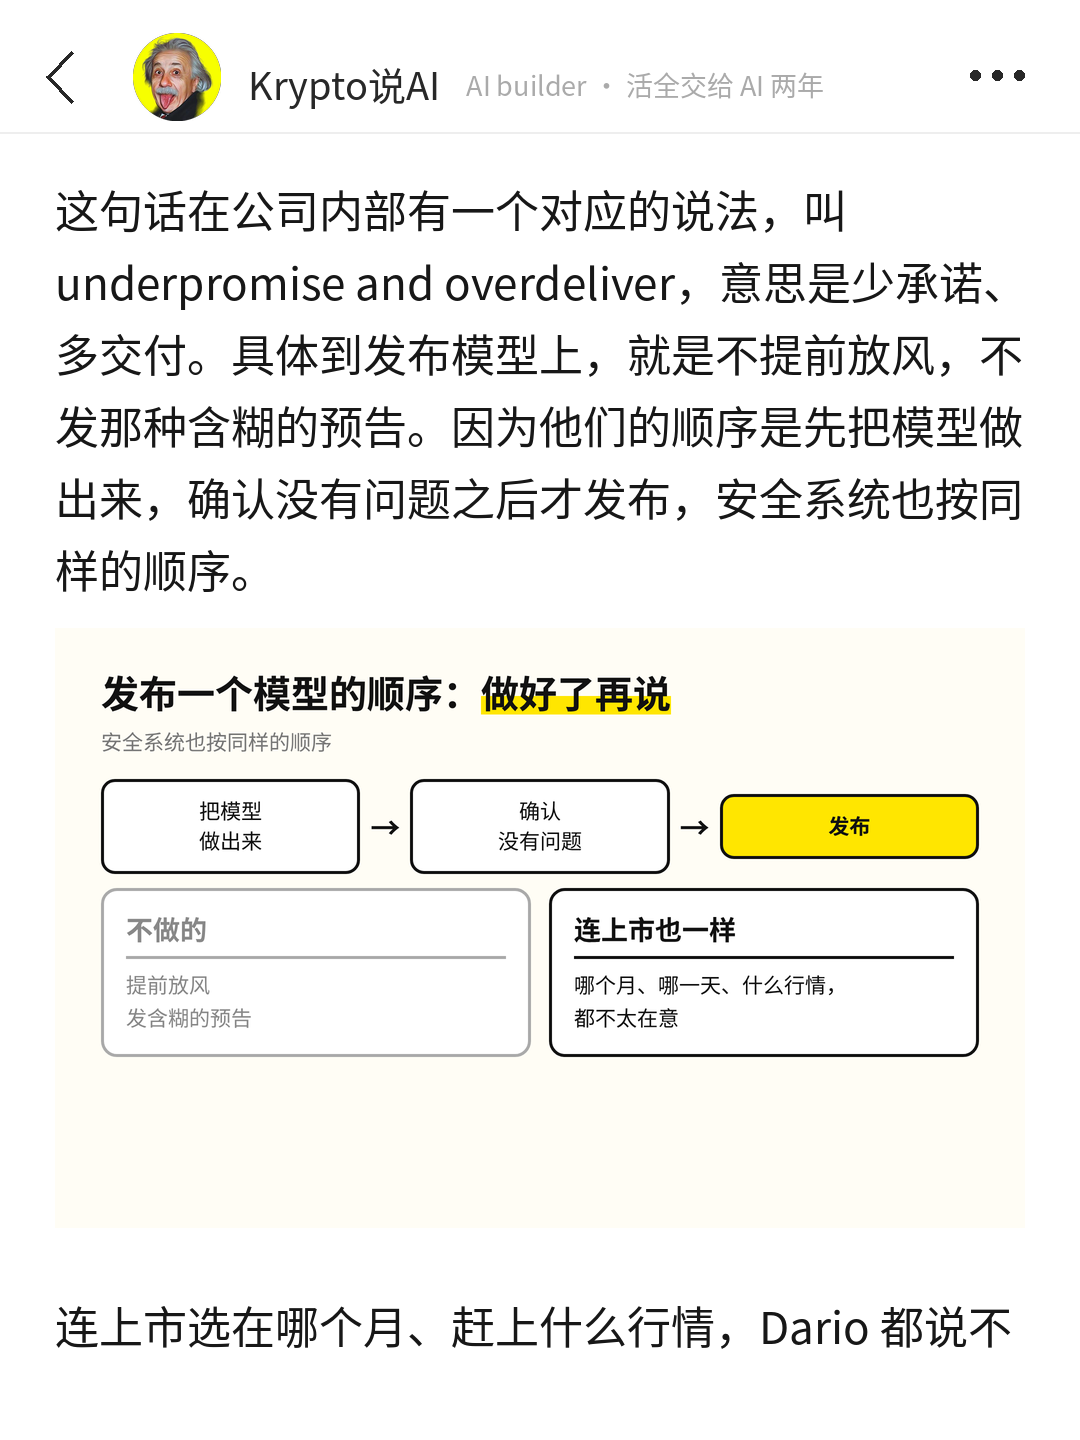 Krypto说AI AI builder · 活全交给 AI 两年
这句话在公司内部有一个对应的说法，叫
underpromise and overdeliver，意思是少承诺、
多交付。具体到发布模型上，就是不提前放风，不
发那种含糊的预告。因为他们的顺序是先把模型做
出来，确认没有问题之后才发布，安全系统也按同
样的顺序。
发布一个模型的顺序：做好了再说
安全系统也按同样的顺序
把模型
做出来
→
确认
没有问题
→
发布
不做的
提前放风
发含糊的预告
连上市也一样
哪个月、哪一天、什么行情，
都不太在意
连上市选在哪个月、赶上什么行情，Dario 都说不